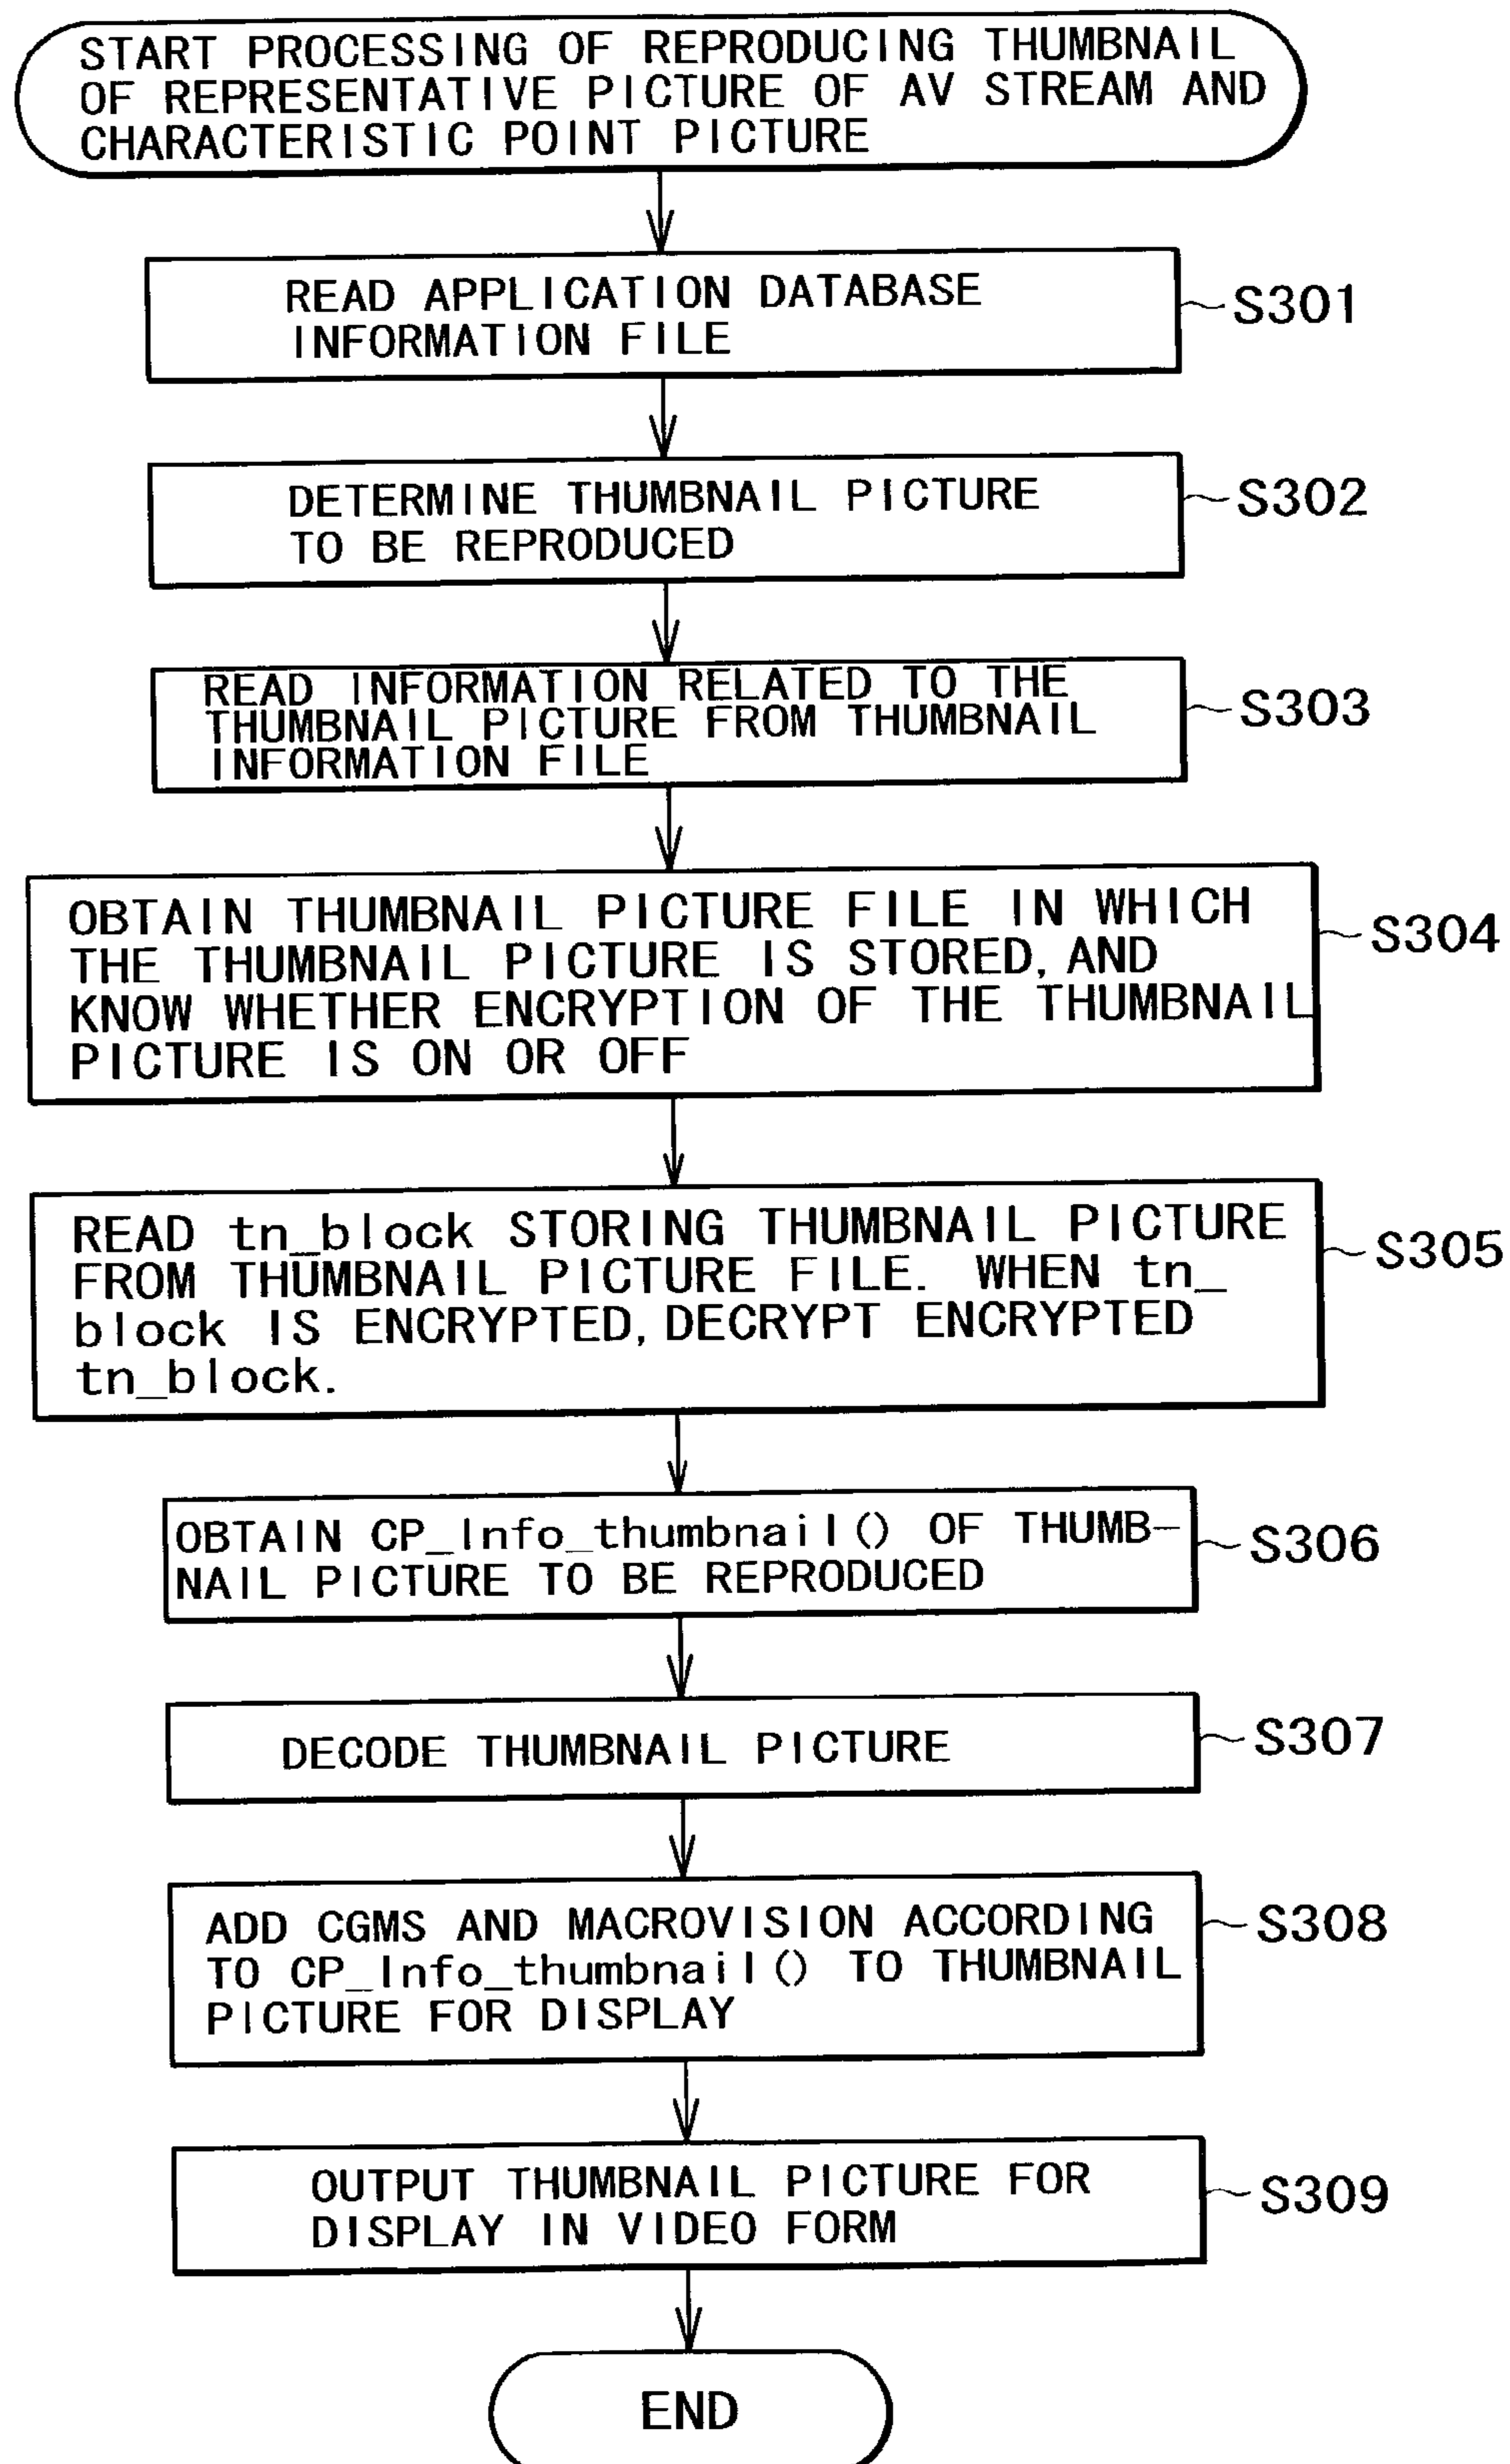 START PROCESSING OF REPRODUCING THUMBNAIL
OF REPRESENTATIVE PICTURE OF AV STREAM AND
CHARACTERISTIC POINT PICTURE
READ APPLICATION DATABASE
INFORMATION FILE
S301
DETERMINE THUMBNAIL PICTURE
TO BE REPRODUCED
S302
READ INFORMATION RELATED TO THE
THUMBNAIL PICTURE FROM THUMBNAIL
INFORMATION FILE
S303
OBTAIN THUMBNAIL PICTURE FILE IN WHICH
THE THUMBNAIL PICTURE IS STORED, AND
KNOW WHETHER ENCRYPTION OF THE THUMBNAIL
PICTURE IS ON OR OFF
S304
READ tn_block STORING THUMBNAIL PICTURE
FROM THUMBNAIL PICTURE FILE. WHEN tn_
block IS ENCRYPTED, DECRYPT ENCRYPTED
tn_block.
S305
OBTAIN CP_Info_thumbnail() OF THUMB-
NAIL PICTURE TO BE REPRODUCED
S306
DECODE THUMBNAIL PICTURE
S307
ADD CGMS AND MACROVISION ACCORDING
TO CP_Info_thumbnail() TO THUMBNAIL
PICTURE FOR DISPLAY
S308
OUTPUT THUMBNAIL PICTURE FOR
DISPLAY IN VIDEO FORM
S309
END